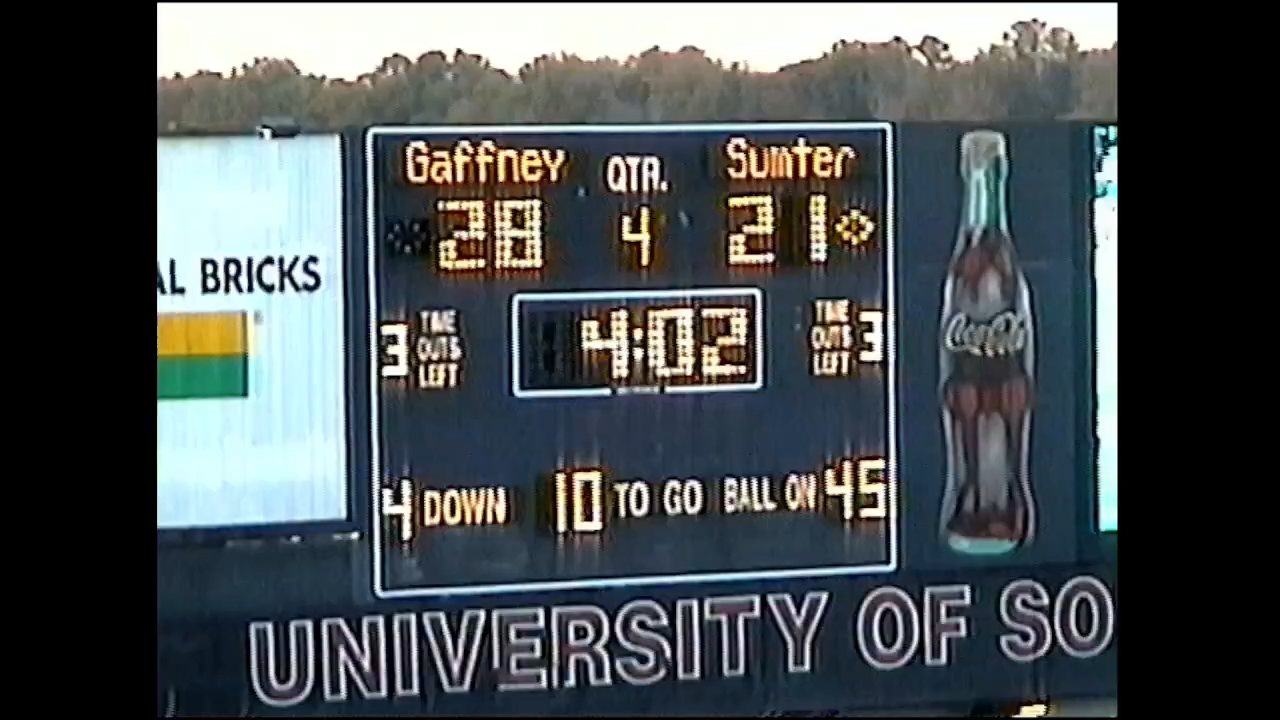 Gaffney QTR. Sumter
28 4 21
AL BRICKS
3 TIME OUTS LEFT
4:02
TIME OUTS LEFT 3
Coca-Cola
4 DOWN 10 TO GO BALL ON 45
UNIVERSITY OF SO